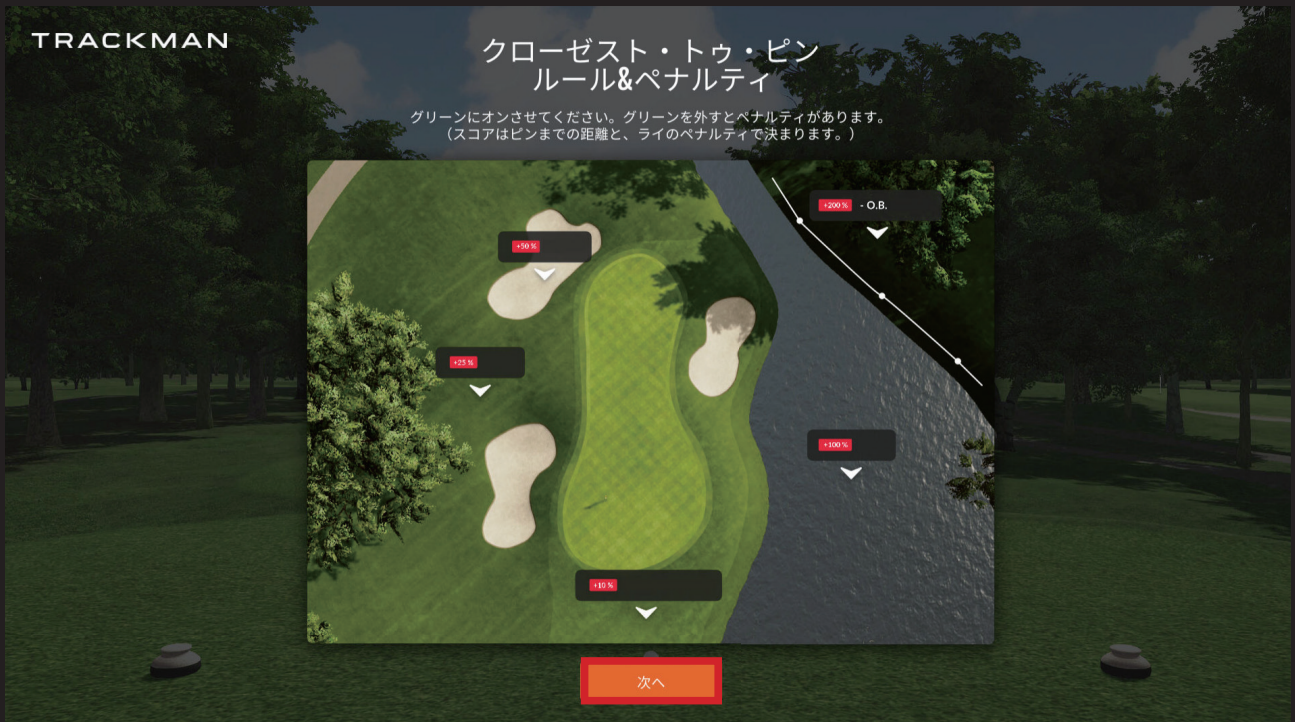 TRACKMAN
クローゼスト・トゥ・ピン
ルール&ペナルティ
グリーンにオンさせてください。グリーンを外すとペナルティがあります。
（スコアはピンまでの距離と、ライのペナルティで決まります。）
+200 % - O.B.
+50 %
+25 %
+100 %
+10 %
次へ